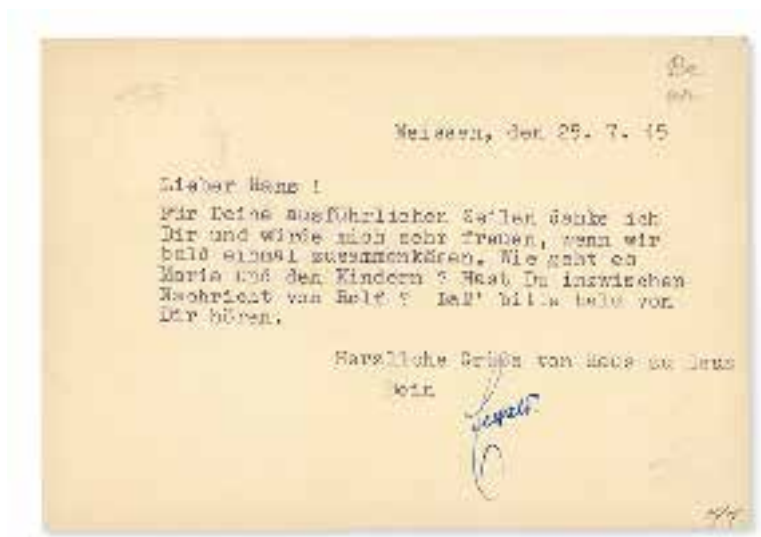 Meissen, den 25. 7. 45
Lieber Hans !
Für Deine ausführlichen Zeilen danke ich
Dir und würde mich sehr freuen, wenn wir
bald einmal zusammenkämen. Wie geht es
Maria und den Kindern ? Hast Du inzwischen
Nachricht von Rolf ? Laß' bitte bald von
Dir hören.
Herzliche Grüße von Haus zu Haus
Dein